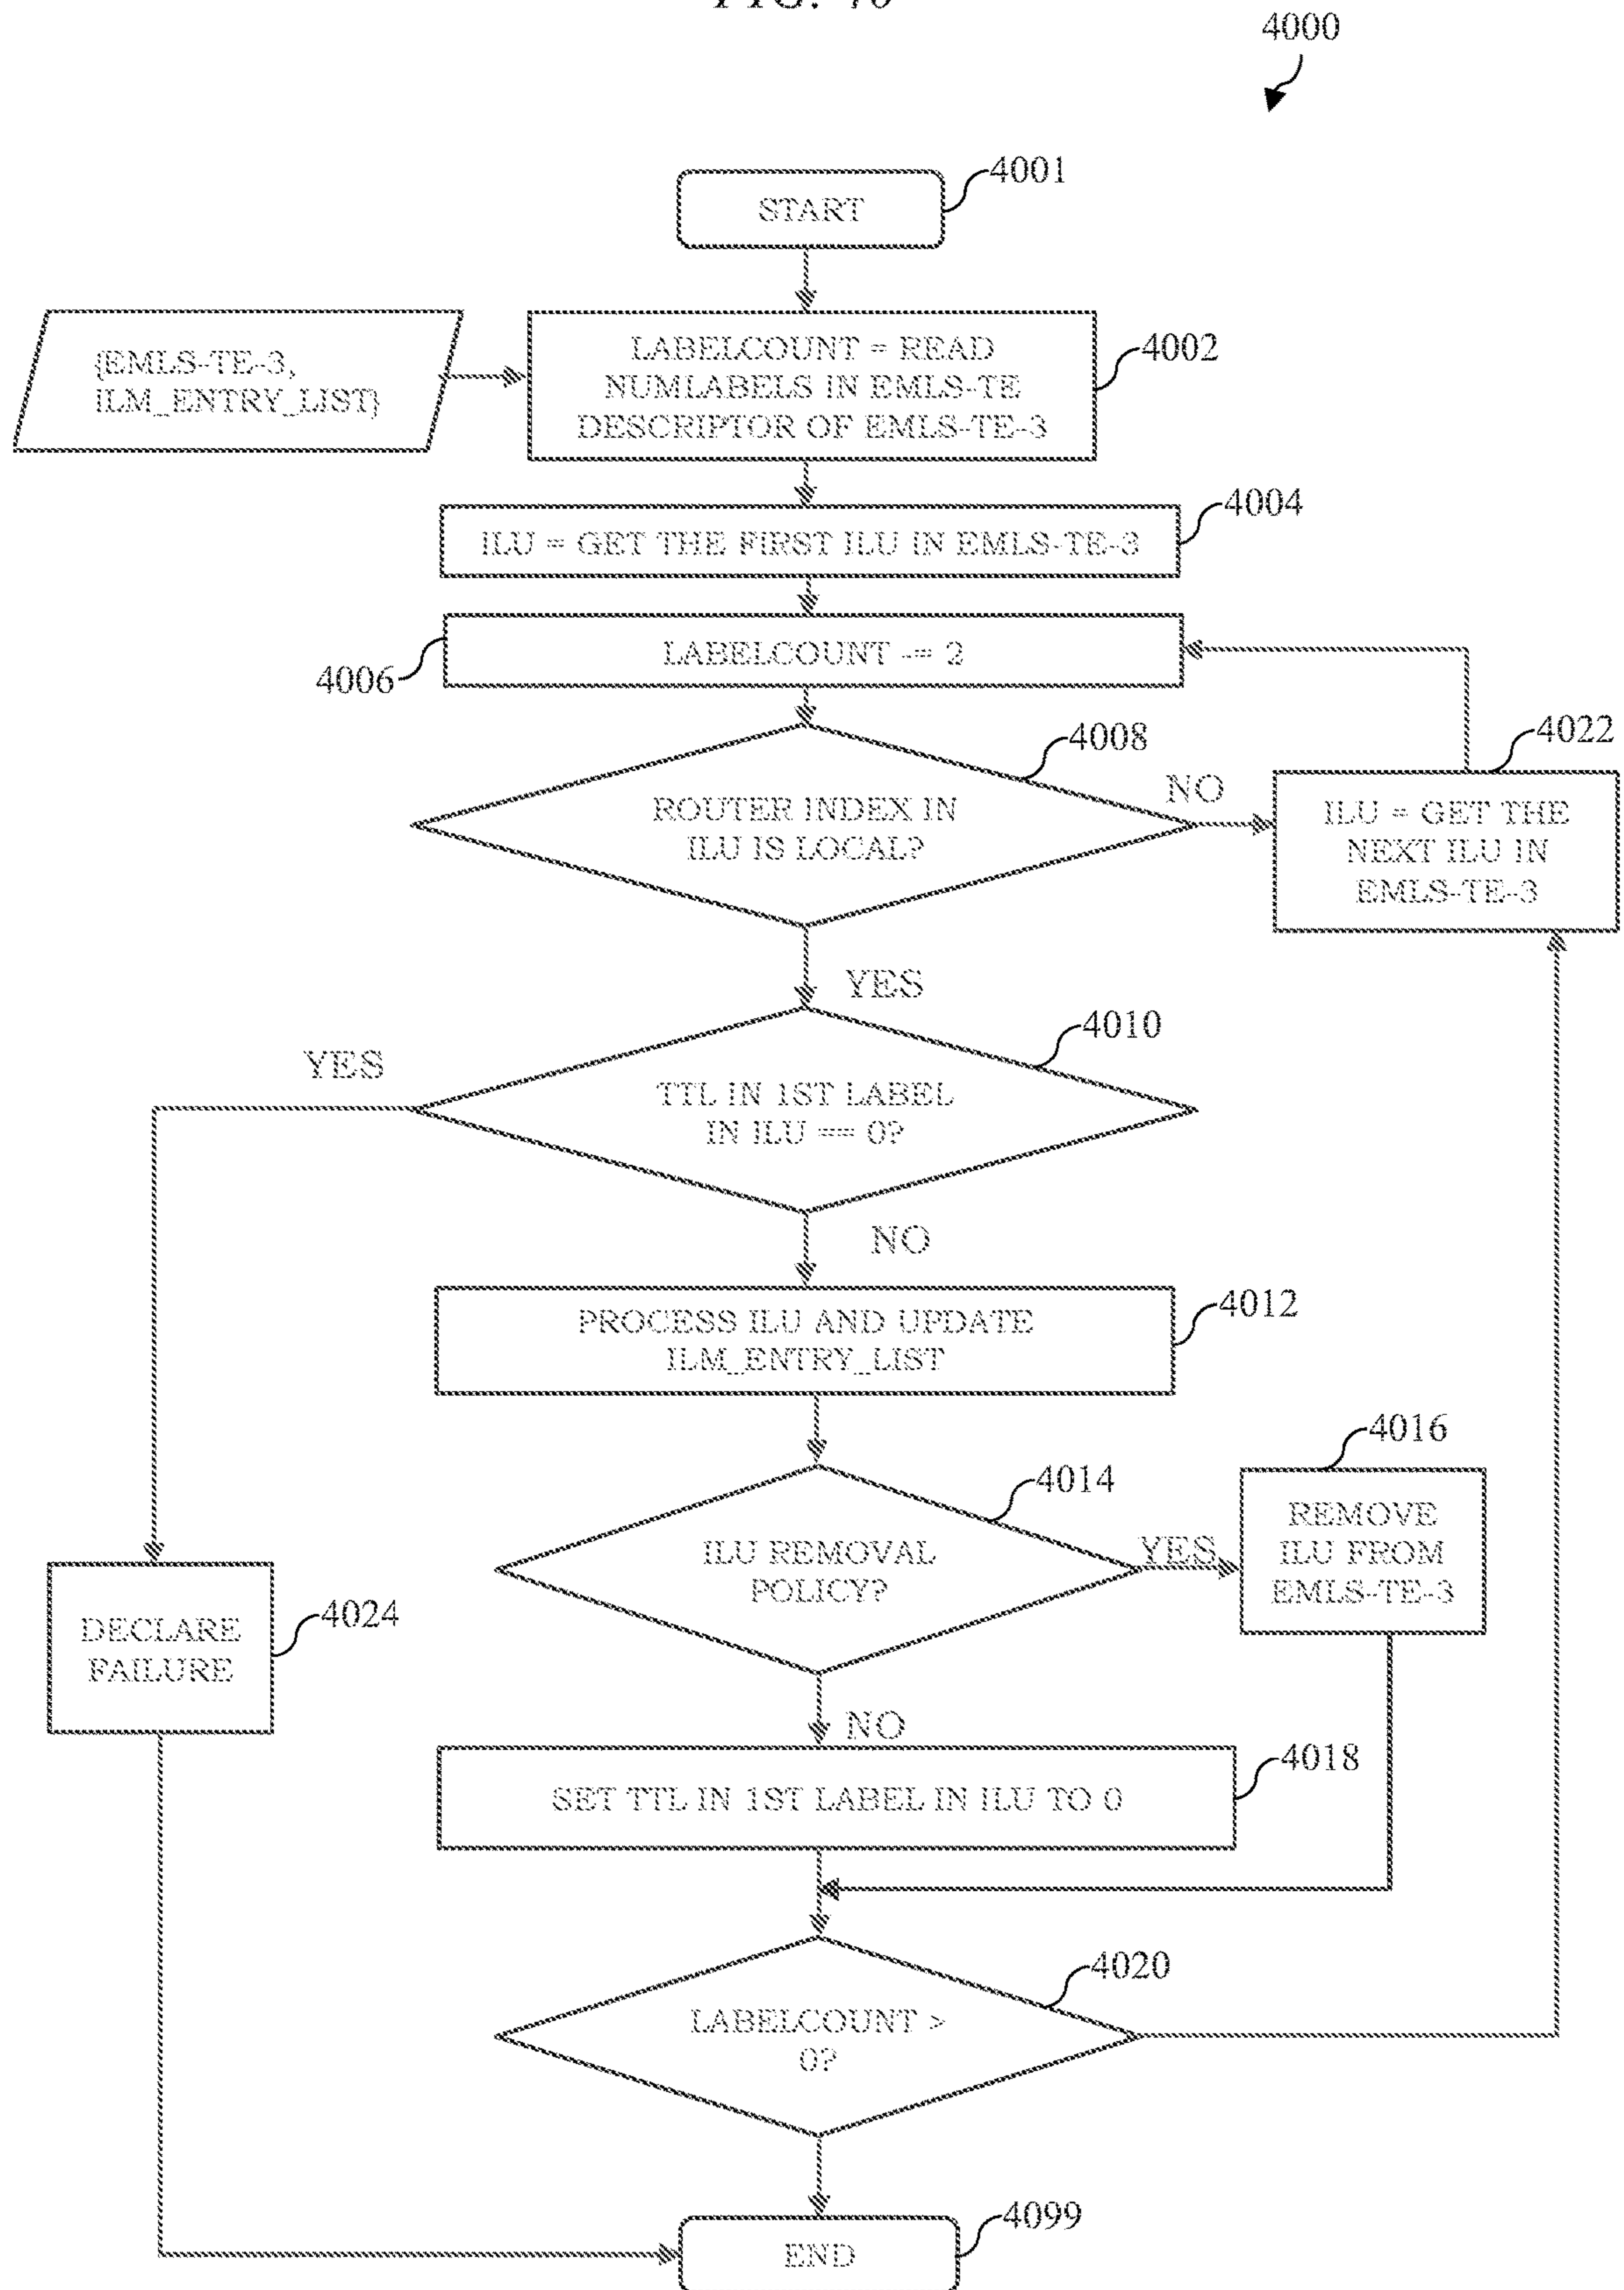 4000
4001
START
{EMLS-TE-3,
ILM_ENTRY_LIST}
LABELCOUNT = READ
NUMLABELS IN EMLS-TE
DESCRIPTOR OF EMLS-TE-3
4002
4004
ILU = GET THE FIRST ILU IN EMLS-TE-3
LABELCOUNT -= 2
4006
4008
4022
NO
ROUTER INDEX IN
ILU IS LOCAL?
ILU = GET THE
NEXT ILU IN
EMLS-TE-3
YES
4010
YES
TTL IN 1ST LABEL
IN ILU == 0?
NO
4012
PROCESS ILU AND UPDATE
ILM_ENTRY_LIST
4016
4014
REMOVE
ILU FROM
EMLS-TE-3
ILU REMOVAL
POLICY?
YES
4024
DECLARE
FAILURE
NO
4018
SET TTL IN 1ST LABEL IN ILU TO 0
4020
LABELCOUNT >
0?
4099
END